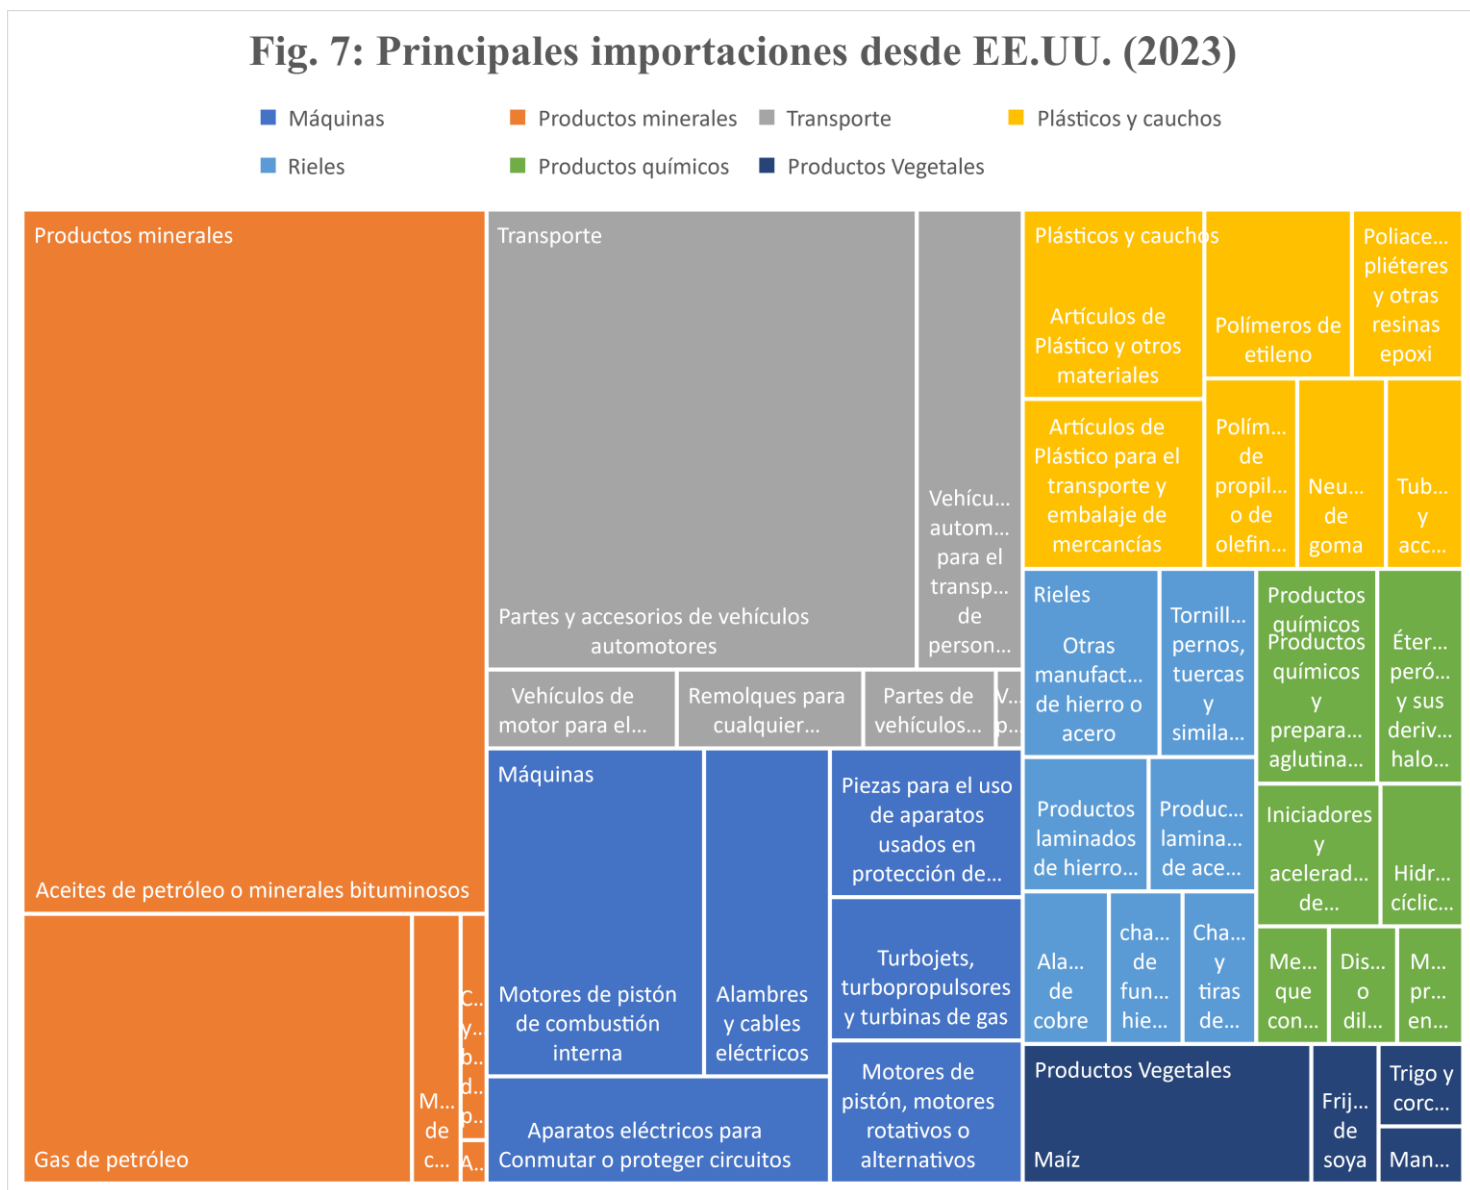 Fig. 7: Principales importaciones desde EE.UU. (2023)
Máquinas
Productos minerales
Transporte
Plásticos y cauchos
Rieles
Productos químicos
Productos Vegetales
Productos minerales
Aceites de petróleo o minerales bituminosos
Gas de petróleo
M...
de
c...
C...
y...
b...
d...
p...
A...
Transporte
Partes y accesorios de vehículos
automotores
Vehícu...
autom...
para el
transp...
de
person...
Vehículos de
motor para el...
Remolques para
cualquier...
Partes de
vehículos...
V...
p...
Máquinas
Motores de pistón
de combustión
interna
Alambres
y cables
eléctricos
Aparatos eléctricos para
Conmutar o proteger circuitos
Piezas para el uso
de aparatos
usados en
protección de...
Turbojets,
turbopropulsores
y turbinas de gas
Motores de
pistón, motores
rotativos o
alternativos
Plásticos y cauchos
Artículos de
Plástico y otros
materiales
Artículos de
Plástico para el
transporte y
embalaje de
mercancías
Polímeros de
etileno
Poliace...
pliéteres
y otras
resinas
epoxi
Polím...
de
propil...
o de
olefin...
Neu...
de
goma
Tub...
y
acc...
Rieles
Otras
manufact...
de hierro o
acero
Tornill...
pernos,
tuercas
y
simila...
Productos
laminados
de hierro...
Produc...
lamina...
de ace...
Ala...
de
cobre
cha...
de
fun...
hie...
Cha...
y
tiras
de...
Productos
químicos
Productos
químicos
y
prepara...
aglutina...
Éter...
peró...
y sus
deriv...
halo...
Iniciadores
y
acelerad...
de...
Hidr...
cíclic...
Me...
que
con...
Dis...
o
dil...
M...
pr...
en...
Productos Vegetales
Maíz
Frij...
de
soya
Trigo y
corc...
Man...